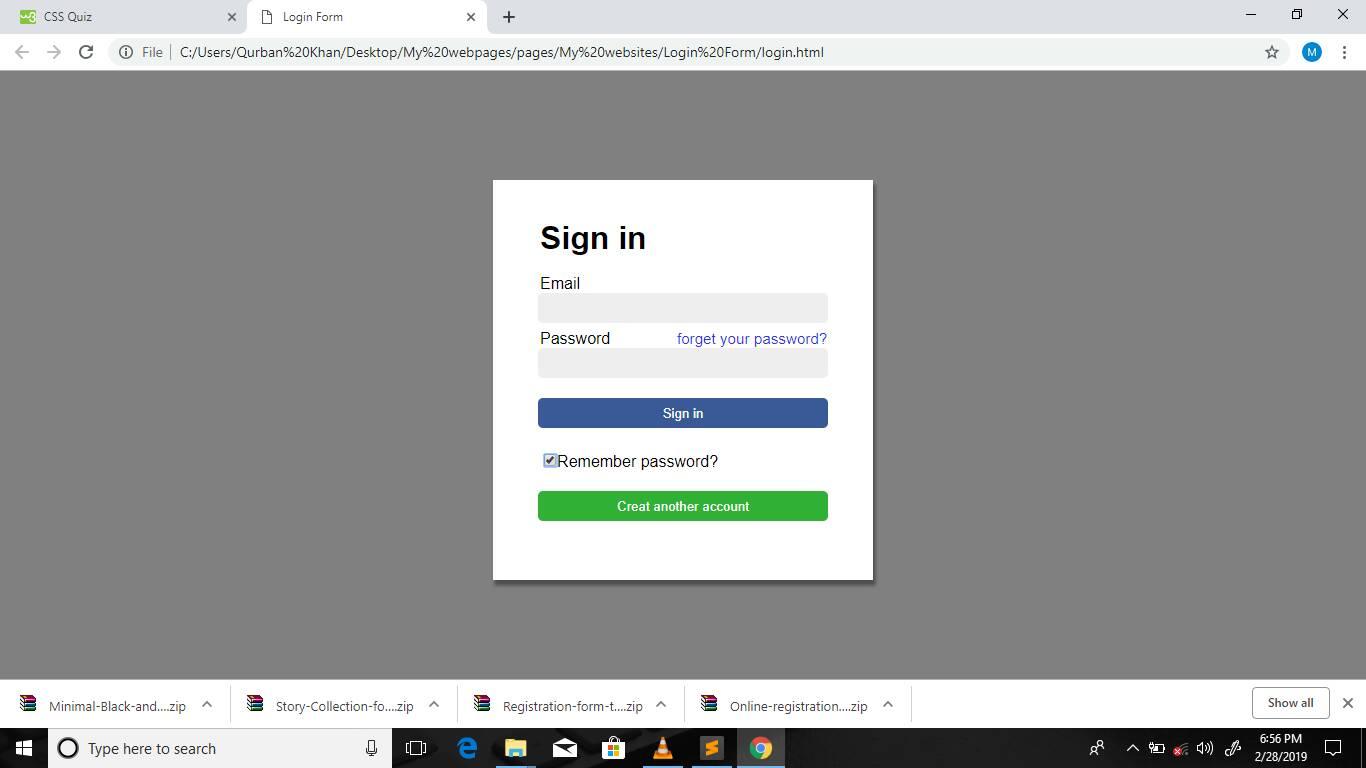 CSS Quiz
Login Form
File
C:/Users/Qurban%20Khan/Desktop/My%20webpages/pages/My%20websites/Login%20Form/login.html
M
Sign in
Email
Password forget your password?
Sign in
Remember password?
Creat another account
Minimal-Black-and....zip
Story-Collection-fo....zip
Registration-form-t....zip
Online-registration....zip
Show all
Type here to search
6:56 PM
2/28/2019